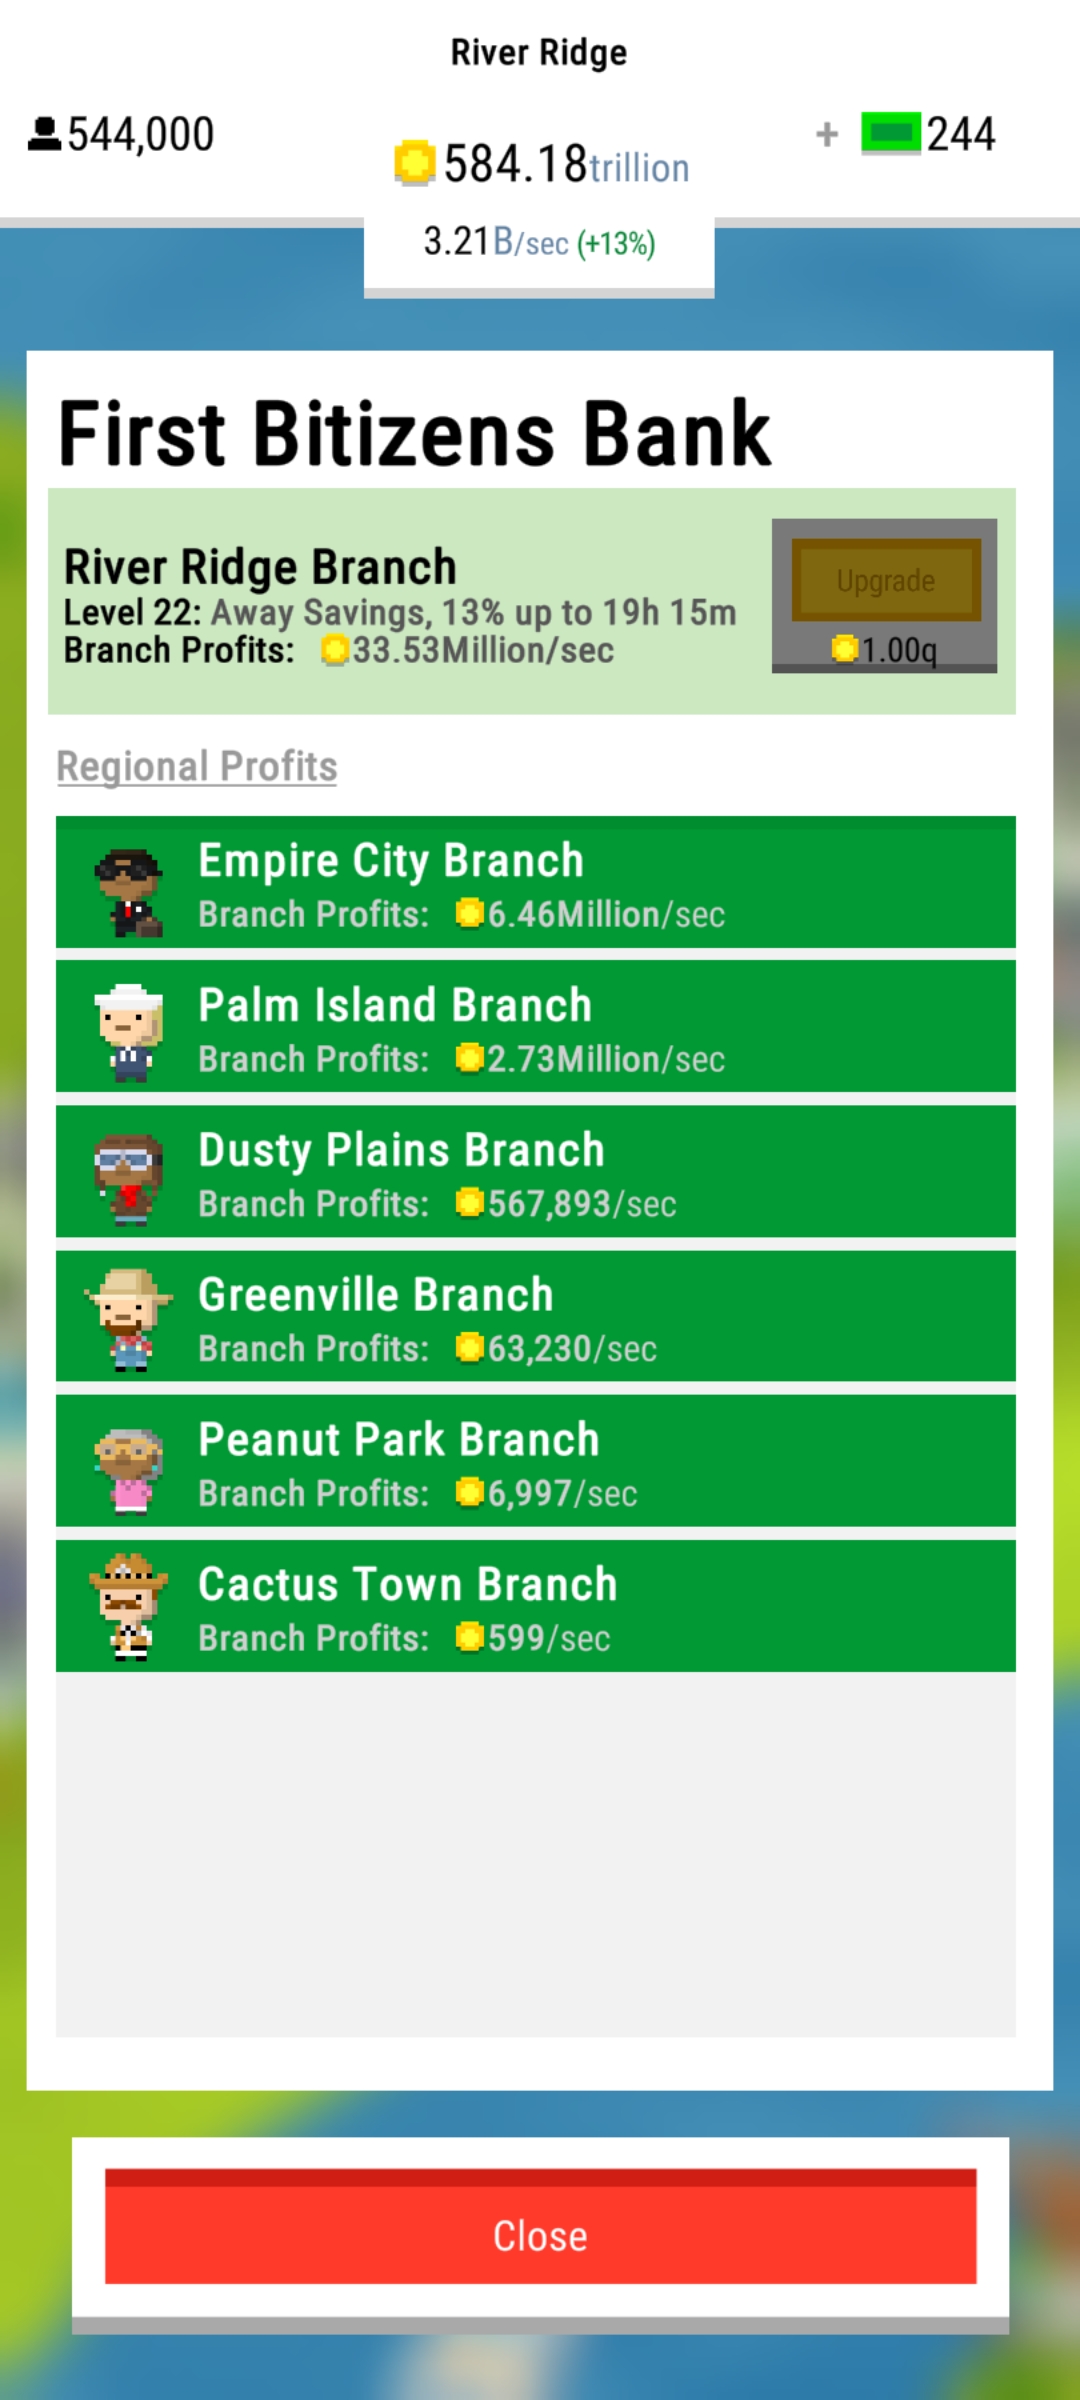 River Ridge
544,000
584.18trillion
+ 244
3.21B/sec (+13%)
First Bitizens Bank
River Ridge Branch
Level 22: Away Savings, 13% up to 19h 15m
Branch Profits: 33.53Million/sec
Upgrade
1.00q
Regional Profits
Empire City Branch
Branch Profits: 6.46Million/sec
Palm Island Branch
Branch Profits: 2.73Million/sec
Dusty Plains Branch
Branch Profits: 567,893/sec
Greenville Branch
Branch Profits: 63,230/sec
Peanut Park Branch
Branch Profits: 6,997/sec
Cactus Town Branch
Branch Profits: 599/sec
Close